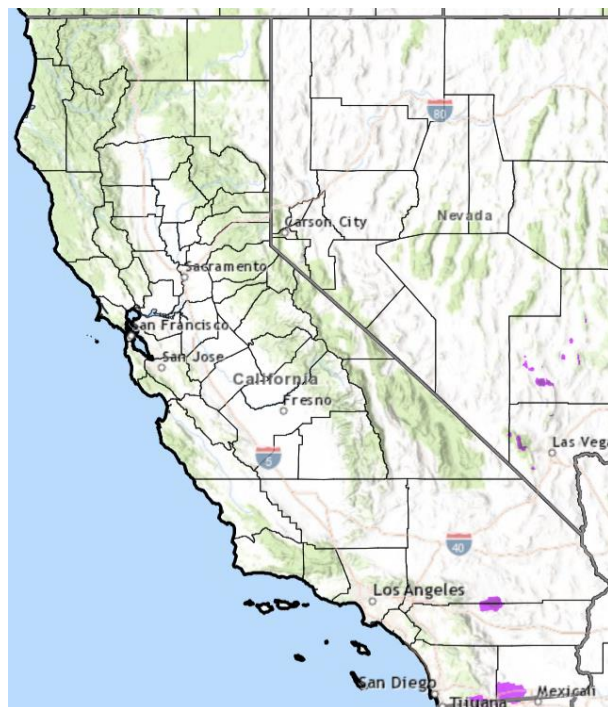 80
Carson City
Nevada
Sacramento
San Francisco
San Jose
California
Fresno
Las Vega
5
40
Los Angeles
San Diego
Mexicali
Tijuana